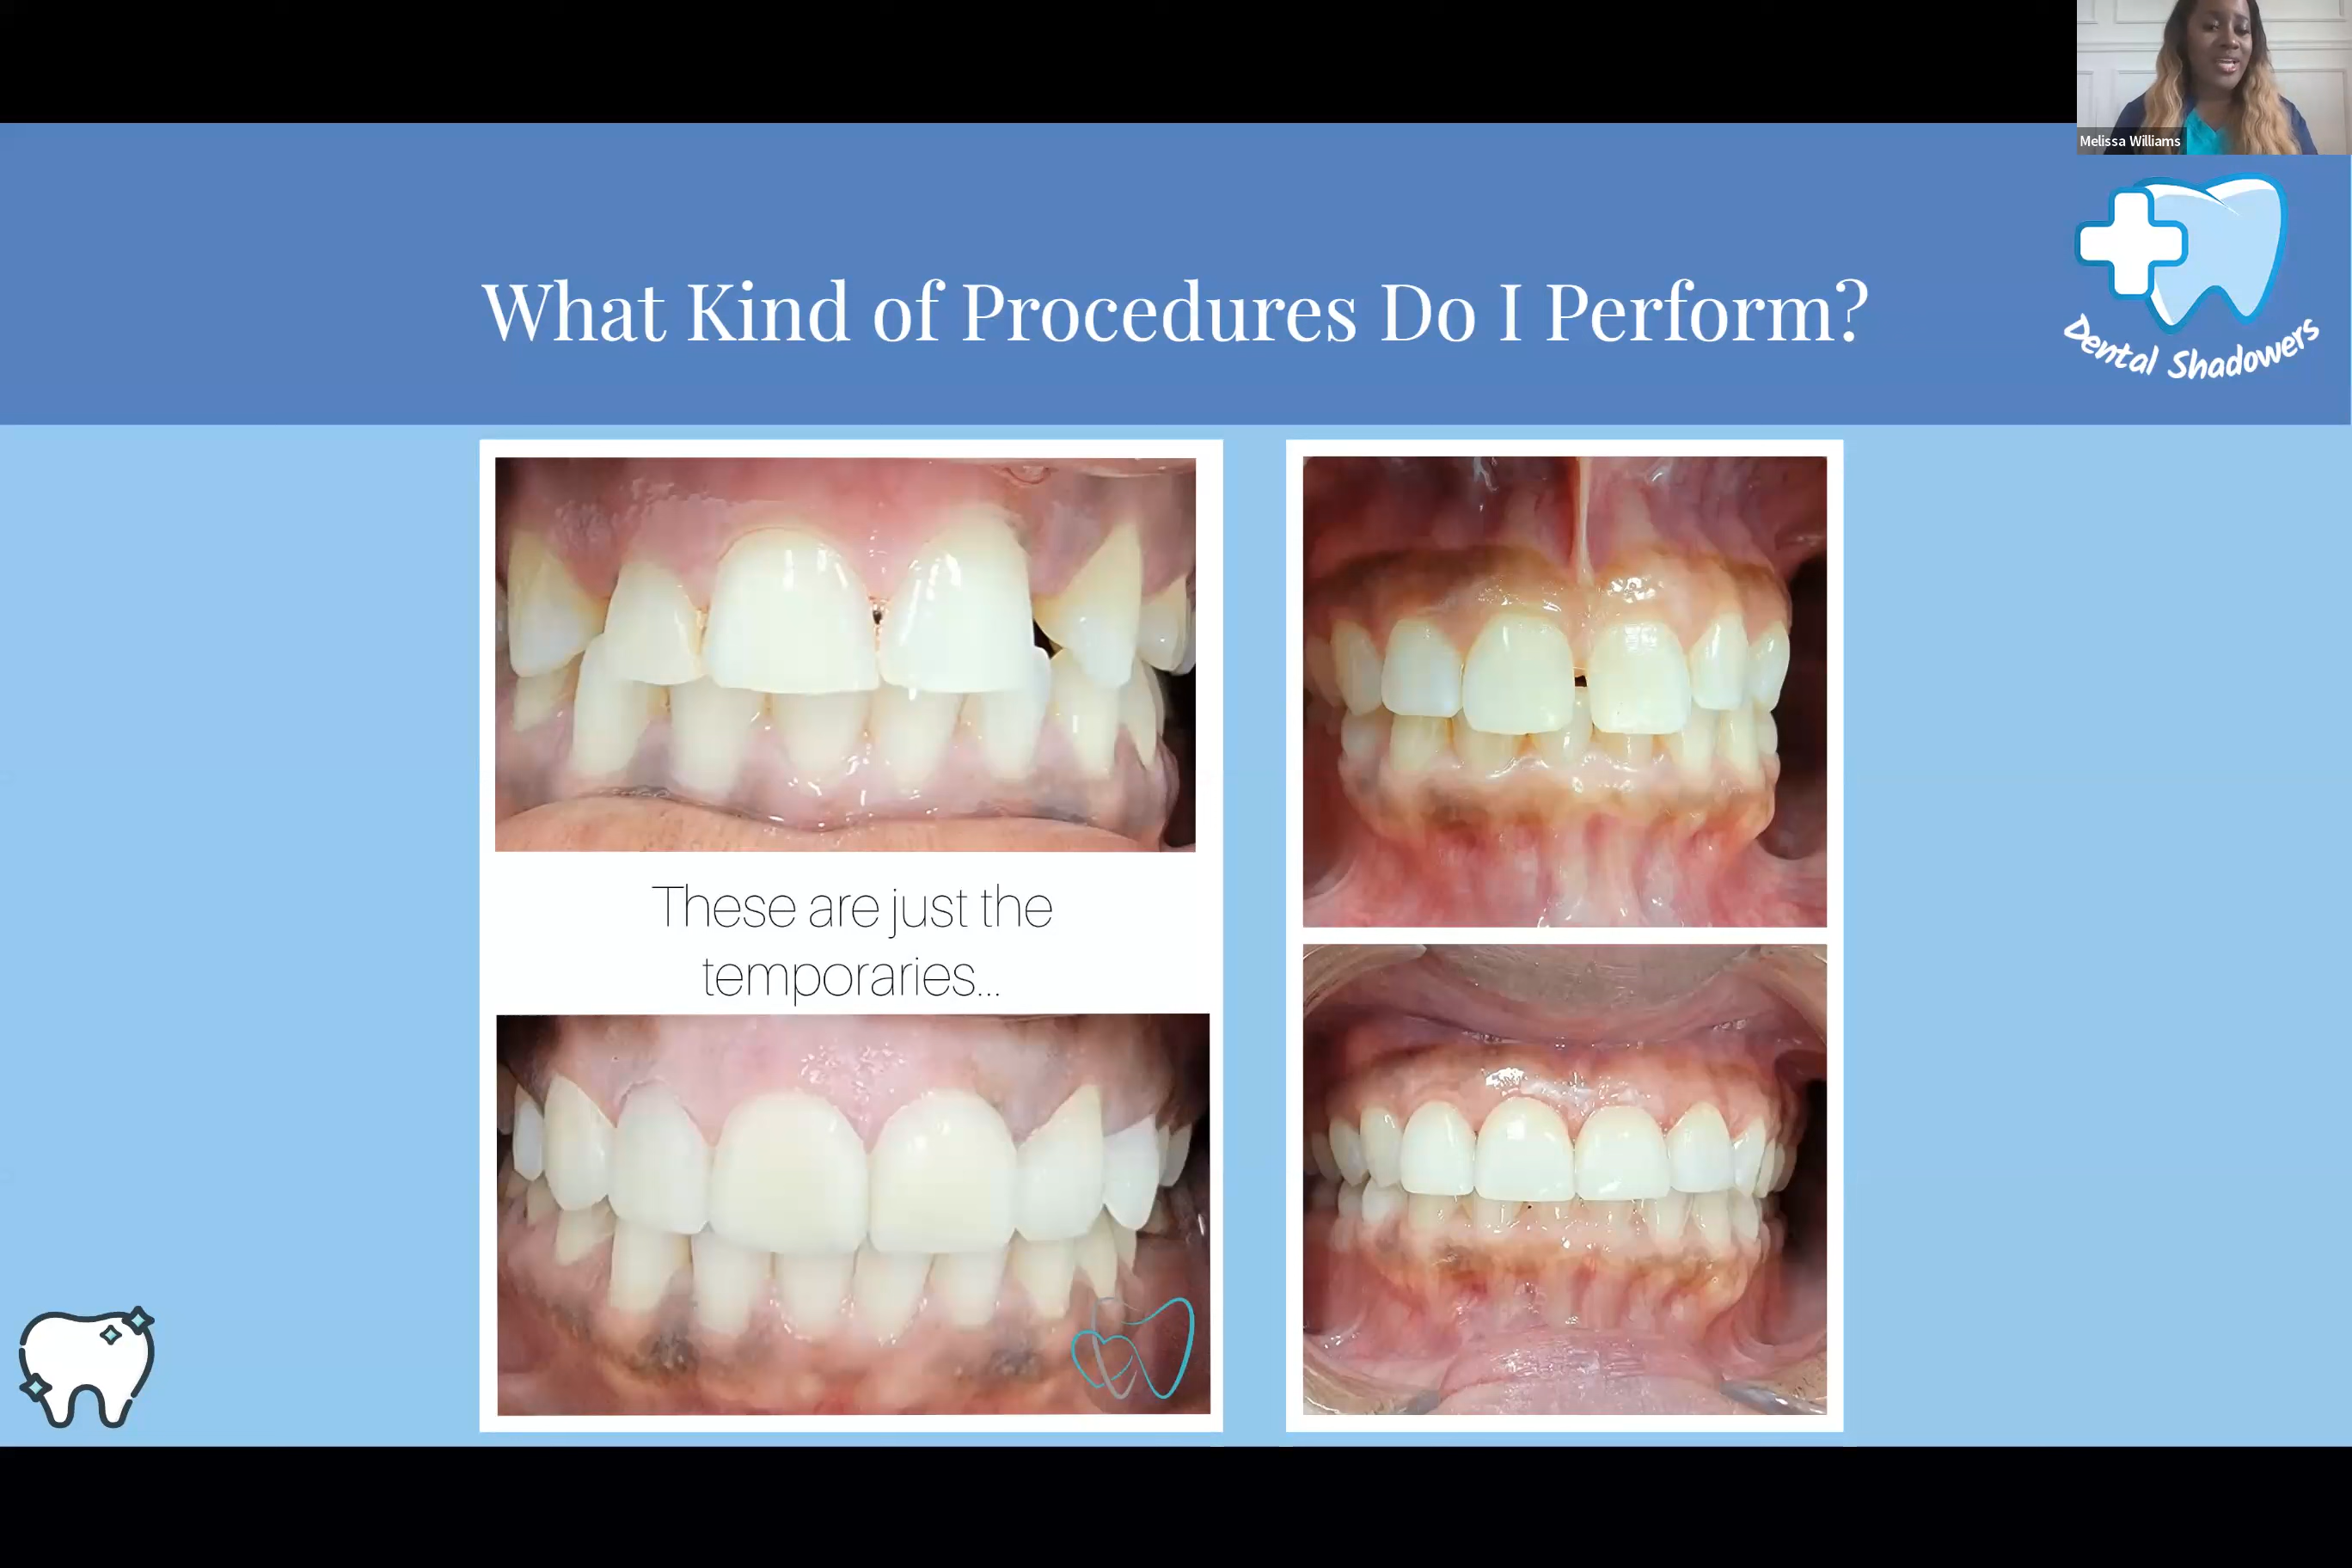 Melissa Williams
What Kind of Procedures Do I Perform?
Dental Shadowers
These are just the
temporaries...